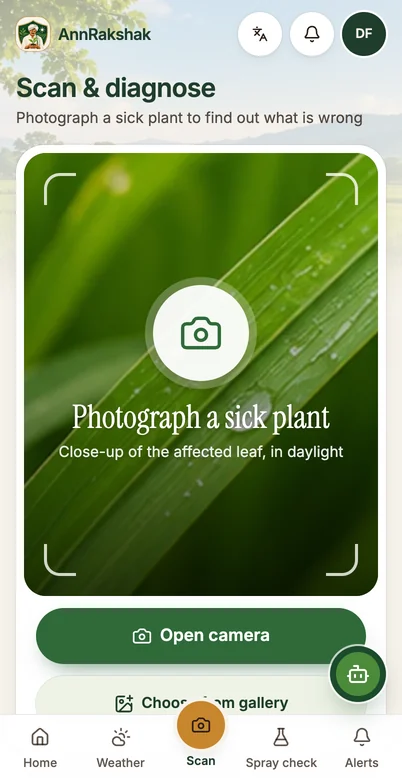 AnnRakshak
DF
Scan & diagnose
Photograph a sick plant to find out what is wrong
Photograph a sick plant
Close-up of the affected leaf, in daylight
Open camera
gallery
Home
Weather
Scan
Spray check
Alerts